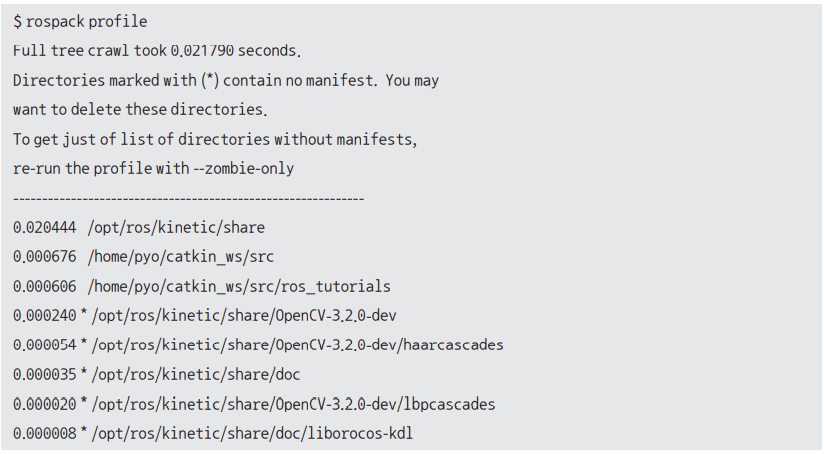 $ rospack profile
Full tree crawl took 0.021790 seconds.
Directories marked with (*) contain no manifest. You may
want to delete these directories.
To get just of list of directories without manifests,
re-run the profile with --zombie-only
-------------------------------------------------------------
0.020444 /opt/ros/kinetic/share
0.000676 /home/pyo/catkin_ws/src
0.000606 /home/pyo/catkin_ws/src/ros_tutorials
0.000240 * /opt/ros/kinetic/share/OpenCV-3.2.0-dev
0.000054 * /opt/ros/kinetic/share/OpenCV-3.2.0-dev/haarcascades
0.000035 * /opt/ros/kinetic/share/doc
0.000020 * /opt/ros/kinetic/share/OpenCV-3.2.0-dev/lbpcascades
0.000008 * /opt/ros/kinetic/share/doc/liborocos-kdl